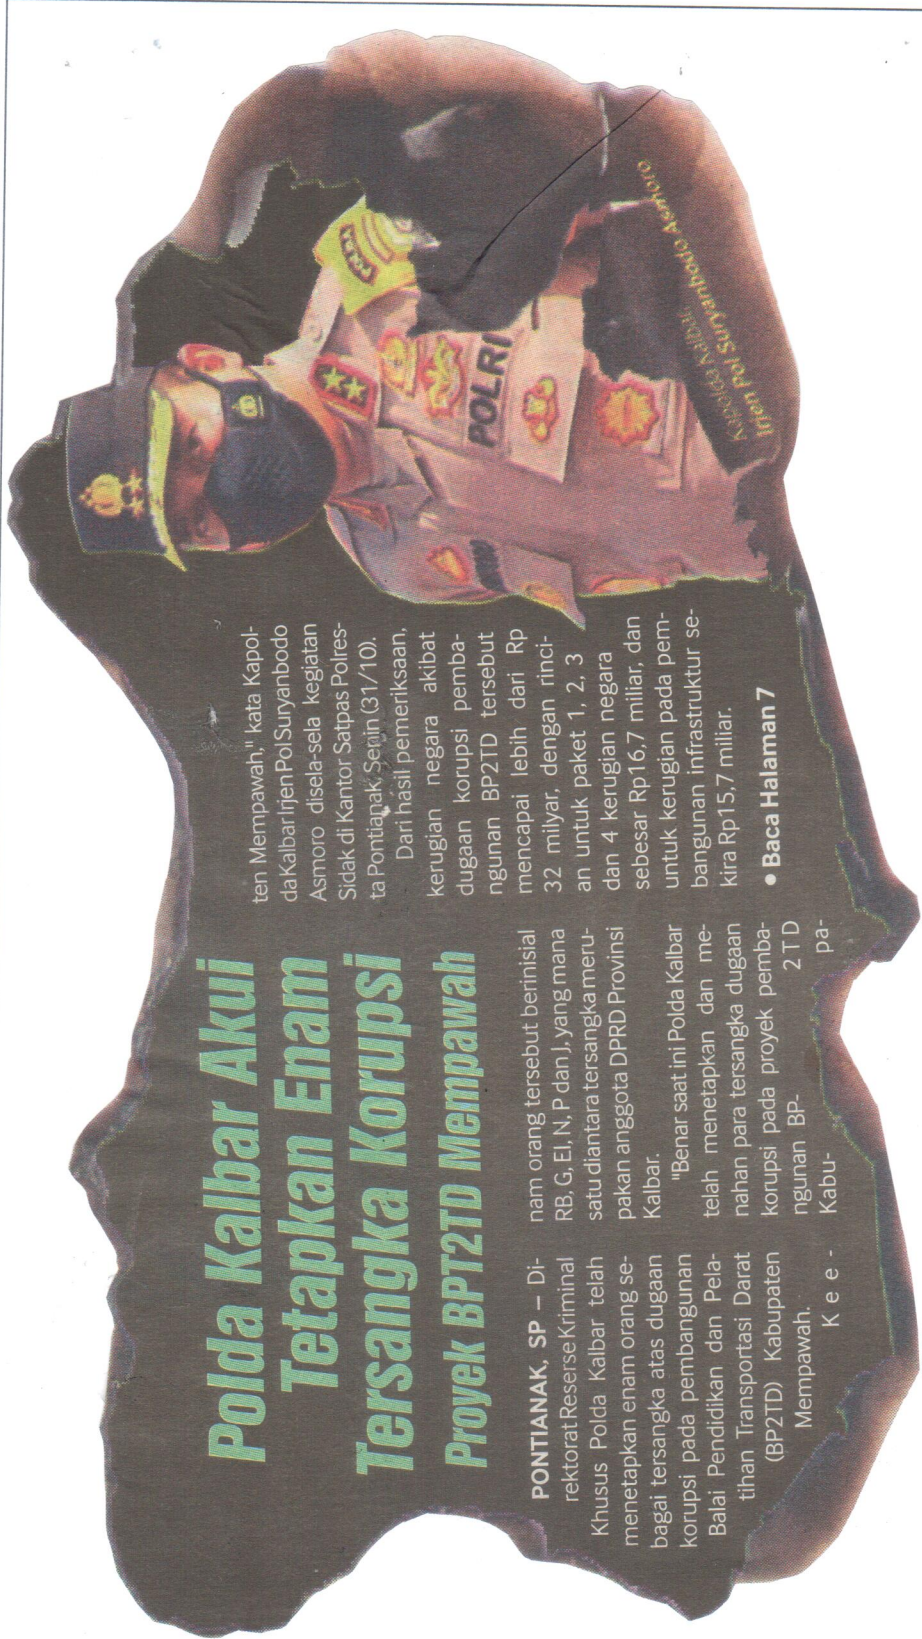 Polda Kalbar Akui
Tetapkan Enam
Tersangka Korupsi
Proyek BPT2TD Mempawah
PONTIANAK, SP – Di-
rektorat Reserse Kriminal
Khusus Polda Kalbar telah
menetapkan enam orang se-
bagai tersangka atas dugaan
korupsi pada pembangunan
Balai Pendidikan dan Pela-
tihan Transportasi Darat
(BP2TD) Kabupaten
Mempawah.
K e e -
nam orang tersebut berinisial
RB, G, EI, N, P dan J, yang mana
satu diantara tersangka meru-
pakan anggota DPRD Provinsi
Kalbar.
"Benar saat ini Polda Kalbar
telah menetapkan dan me-
nahan para tersangka dugaan
korupsi pada proyek pemba-
ngunan BP- 2TD
Kabu- pa-
ten Mempawah," kata Kapol-
da Kalbar Irjen Pol Suryanbodo
Asmoro disela-sela kegiatan
Sidak di Kantor Satpas Polres-
ta Pontianak, Senin (31/10).
Dari hasil pemeriksaan,
kerugian negara akibat
dugaan korupsi pemba-
ngunan BP2TD tersebut
mencapai lebih dari Rp
32 milyar, dengan rinci-
an untuk paket 1, 2, 3
dan 4 kerugian negara
sebesar Rp16,7 miliar, dan
untuk kerugian pada pem-
bangunan infrastruktur se-
kira Rp15,7 miliar.
• Baca Halaman 7
POLRI
Kapolda Kalbar,
Irjen Pol Suryanbodo Asmoro